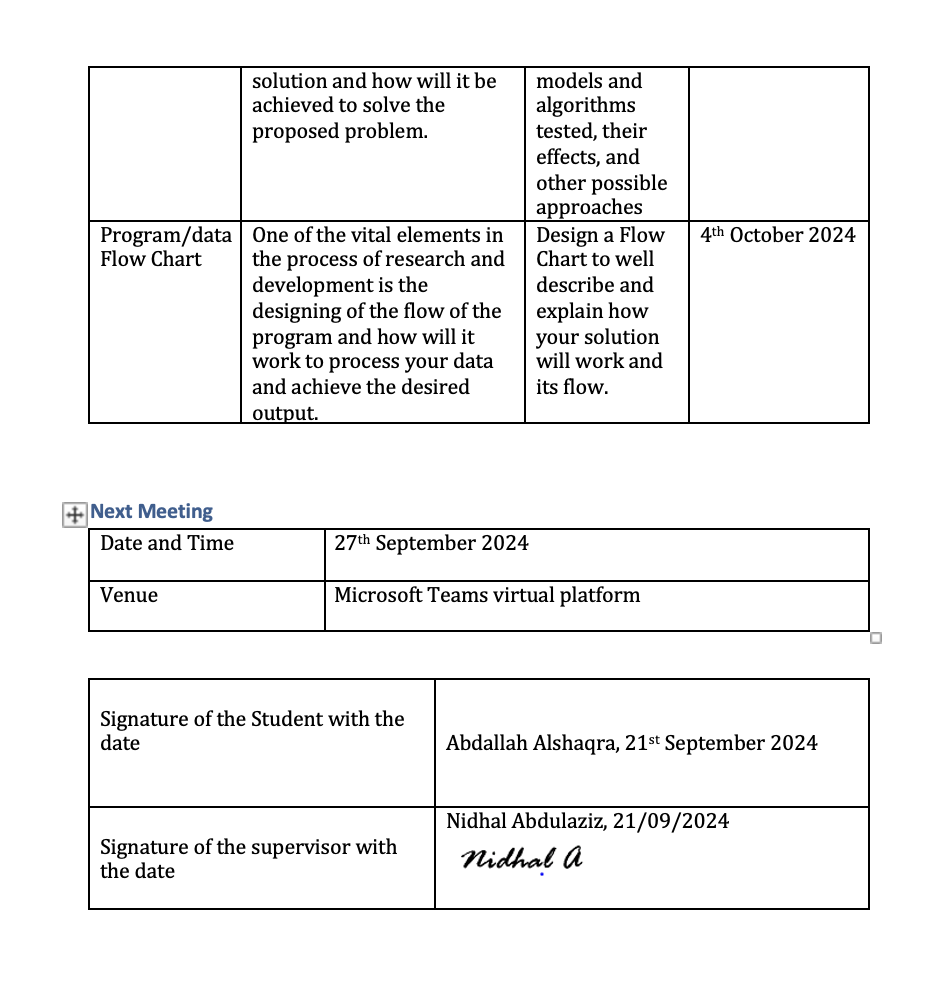 solution and how will it be
achieved to solve the
proposed problem.
models and
algorithms
tested, their
effects, and
other possible
approaches
Program/data
Flow Chart
One of the vital elements in
the process of research and
development is the
designing of the flow of the
program and how will it
work to process your data
and achieve the desired
output.
Design a Flow
Chart to well
describe and
explain how
your solution
will work and
its flow.
4th October 2024
Next Meeting
Date and Time
27th September 2024
Venue
Microsoft Teams virtual platform
Signature of the Student with the
date
Abdallah Alshaqra, 21st September 2024
Signature of the supervisor with
the date
Nidhal Abdulaziz, 21/09/2024
Nidhal A